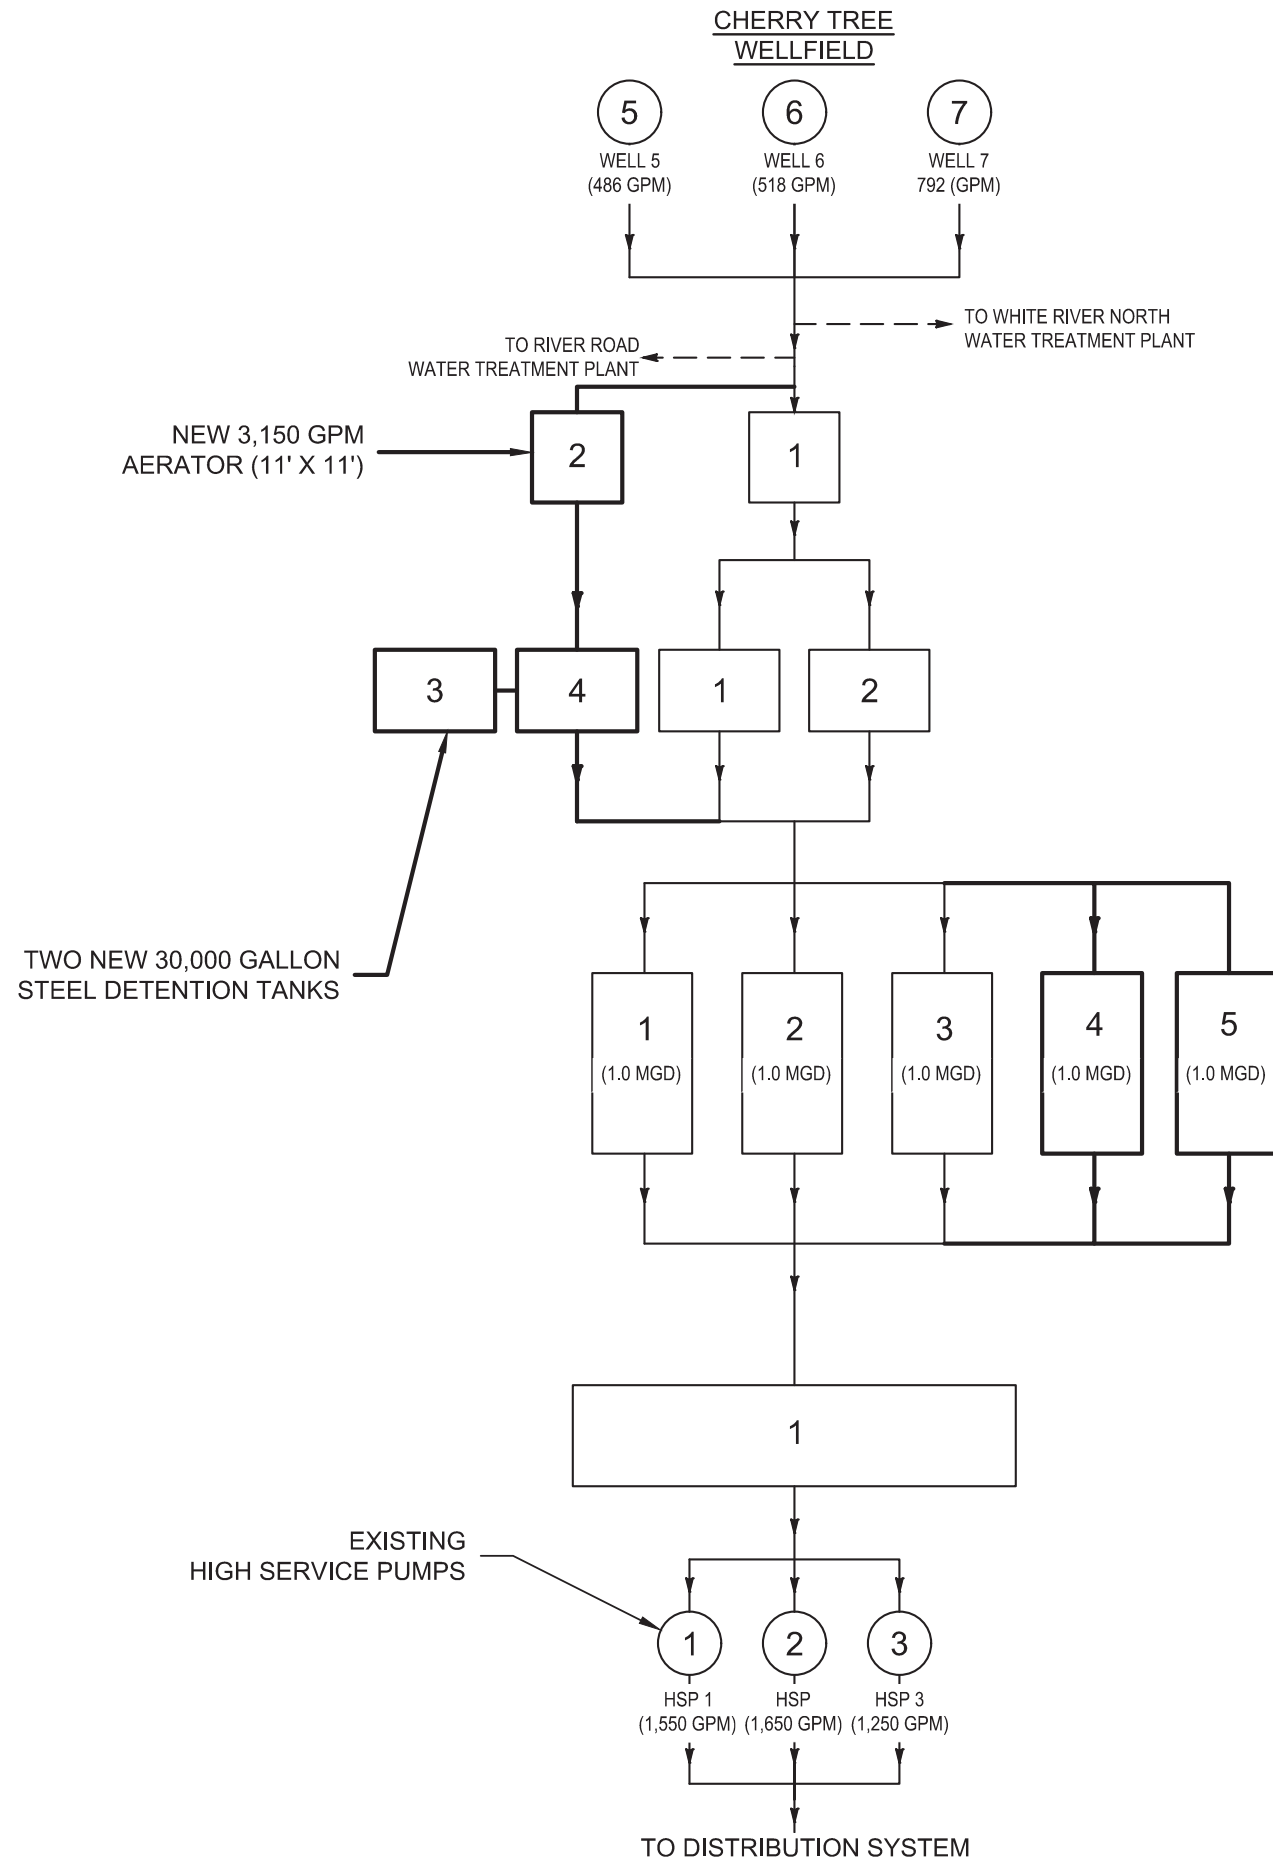 CHERRY TREE
WELLFIELD
5
6
7
WELL 5
(486 GPM)
WELL 6
(518 GPM)
WELL 7
792 (GPM)
TO WHITE RIVER NORTH
WATER TREATMENT PLANT
TO RIVER ROAD
WATER TREATMENT PLANT
NEW 3,150 GPM
AERATOR (11' X 11')
2
1
3
4
1
2
TWO NEW 30,000 GALLON
STEEL DETENTION TANKS
1
(1.0 MGD)
2
(1.0 MGD)
3
(1.0 MGD)
4
(1.0 MGD)
5
(1.0 MGD)
1
EXISTING
HIGH SERVICE PUMPS
1
2
3
HSP 1
(1,550 GPM)
HSP
(1,650 GPM)
HSP 3
(1,250 GPM)
TO DISTRIBUTION SYSTEM